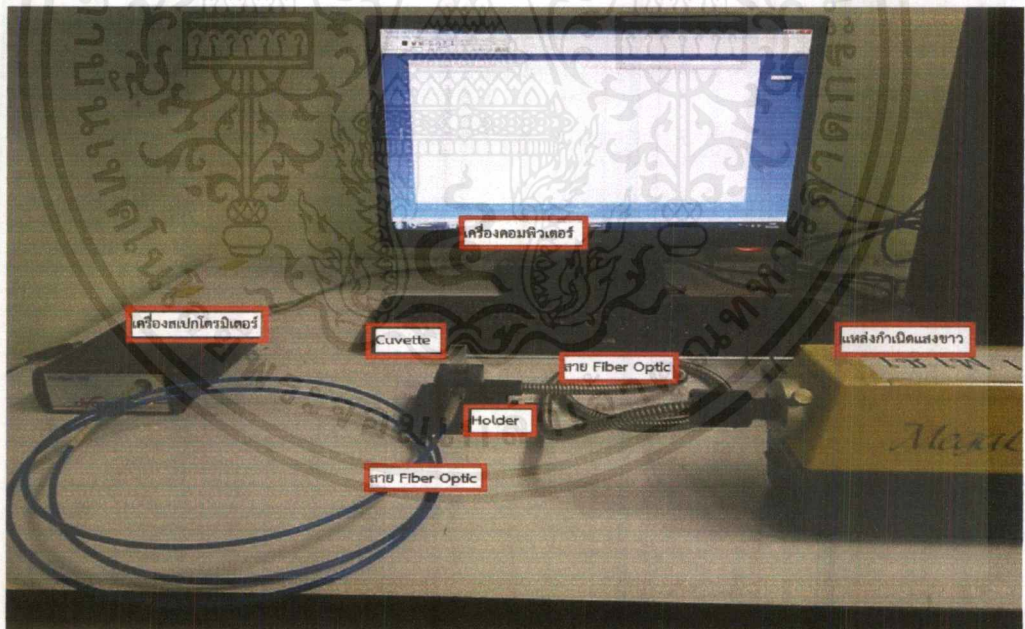 เครื่องคอมพิวเตอร์
เครื่องสเปกโตรมิเตอร์
Cuvette
แหล่งกำเนิดแสงขาว
สาย Fiber Optic
Holder
สาย Fiber Optic